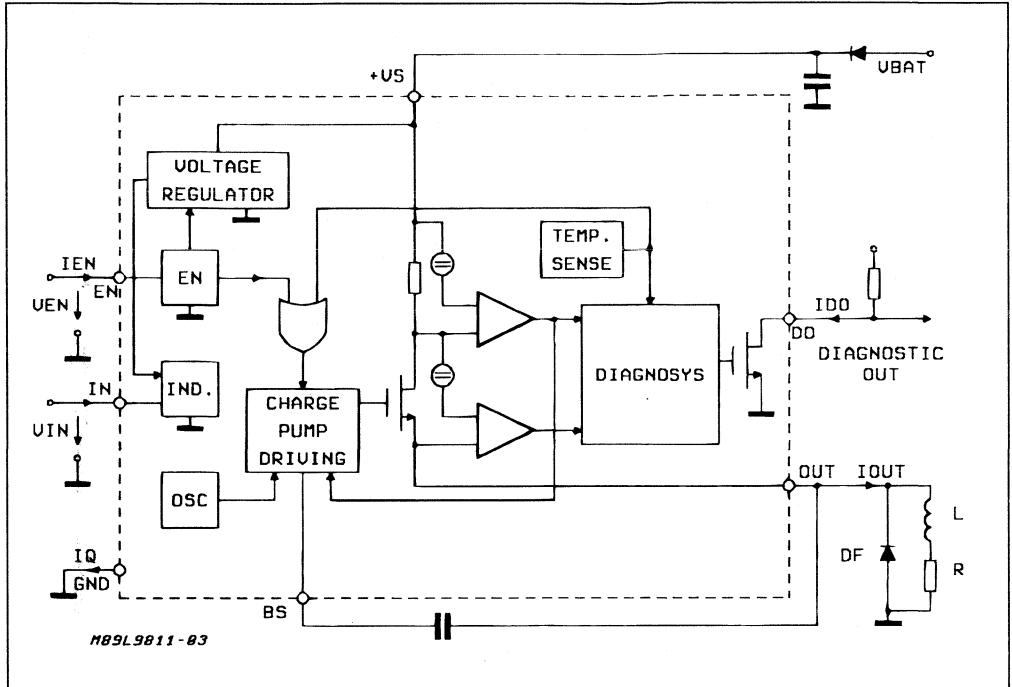 VBAT
+VS
VOLTAGE
REGULATOR
TEMP.
SENSE
IEN
EN
EN
VEN
IDO
DO
DIAGNOSTIC
OUT
IN
IND.
VIN
CHARGE
PUMP
DRIVING
DIAGNOSYS
OSC
OUT
IOUT
L
DF
R
IQ
GND
BS
M89L9811-03